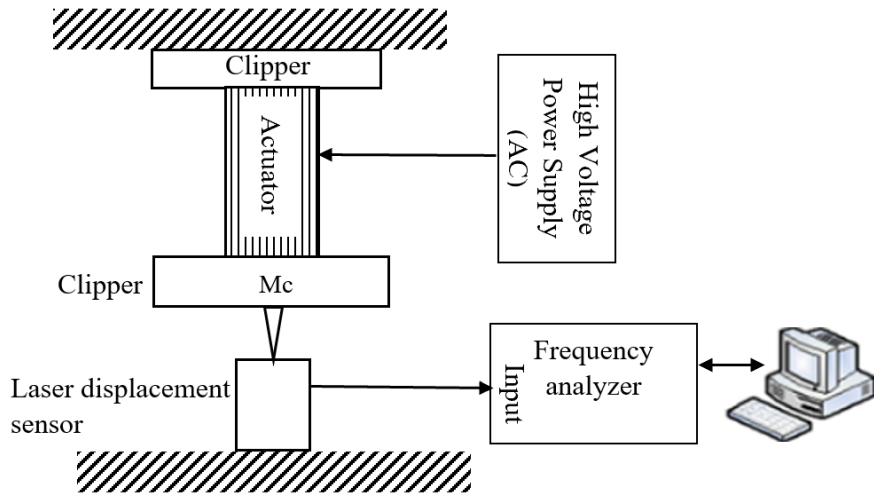 Clipper
Actuator
High Voltage
Power Supply
(AC)
Clipper
Mc
Laser displacement
sensor
Input
Frequency
analyzer